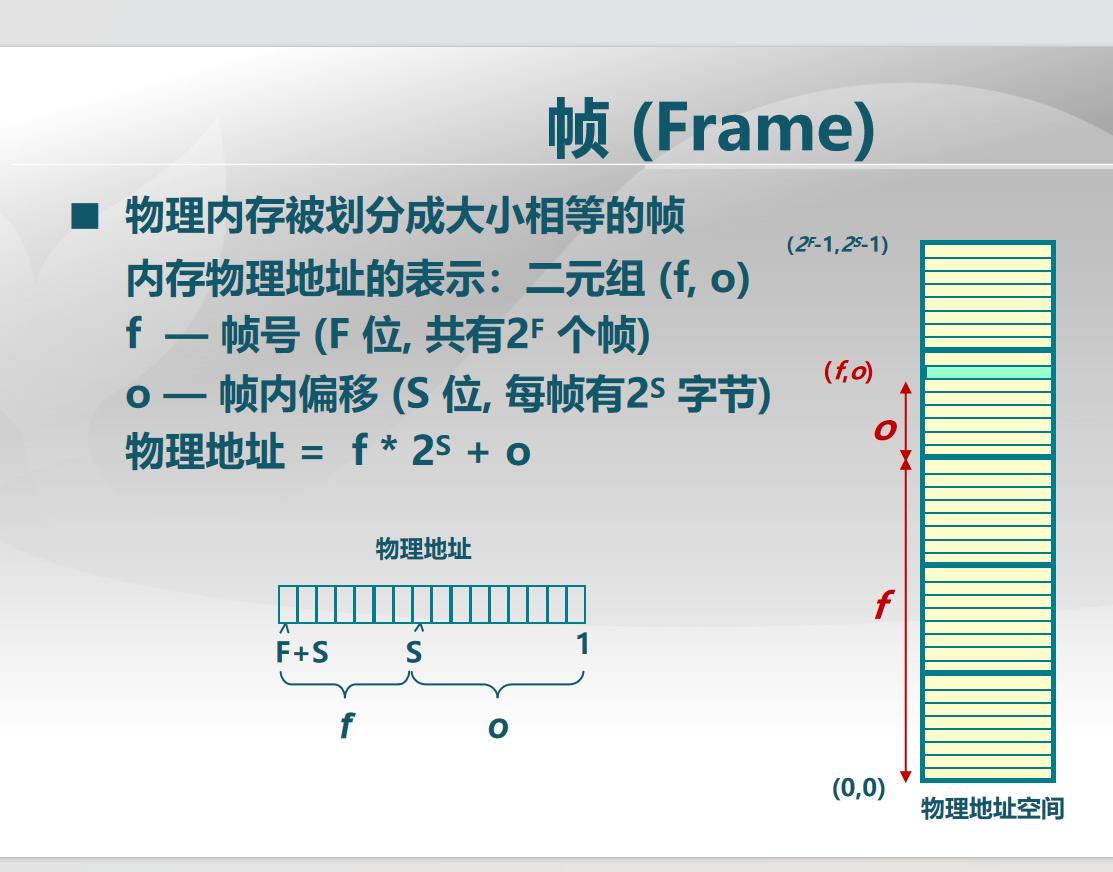 帧 (Frame)
物理内存被划分成大小相等的帧
内存物理地址的表示：二元组 (f, o)
f — 帧号 (F 位, 共有2^F 个帧)
o — 帧内偏移 (S 位, 每帧有2^S 字节)
物理地址 = f * 2^S + o
物理地址
F+S S 1
f o
(2^F-1,2^S-1)
(f,o)
o
f
(0,0)
物理地址空间